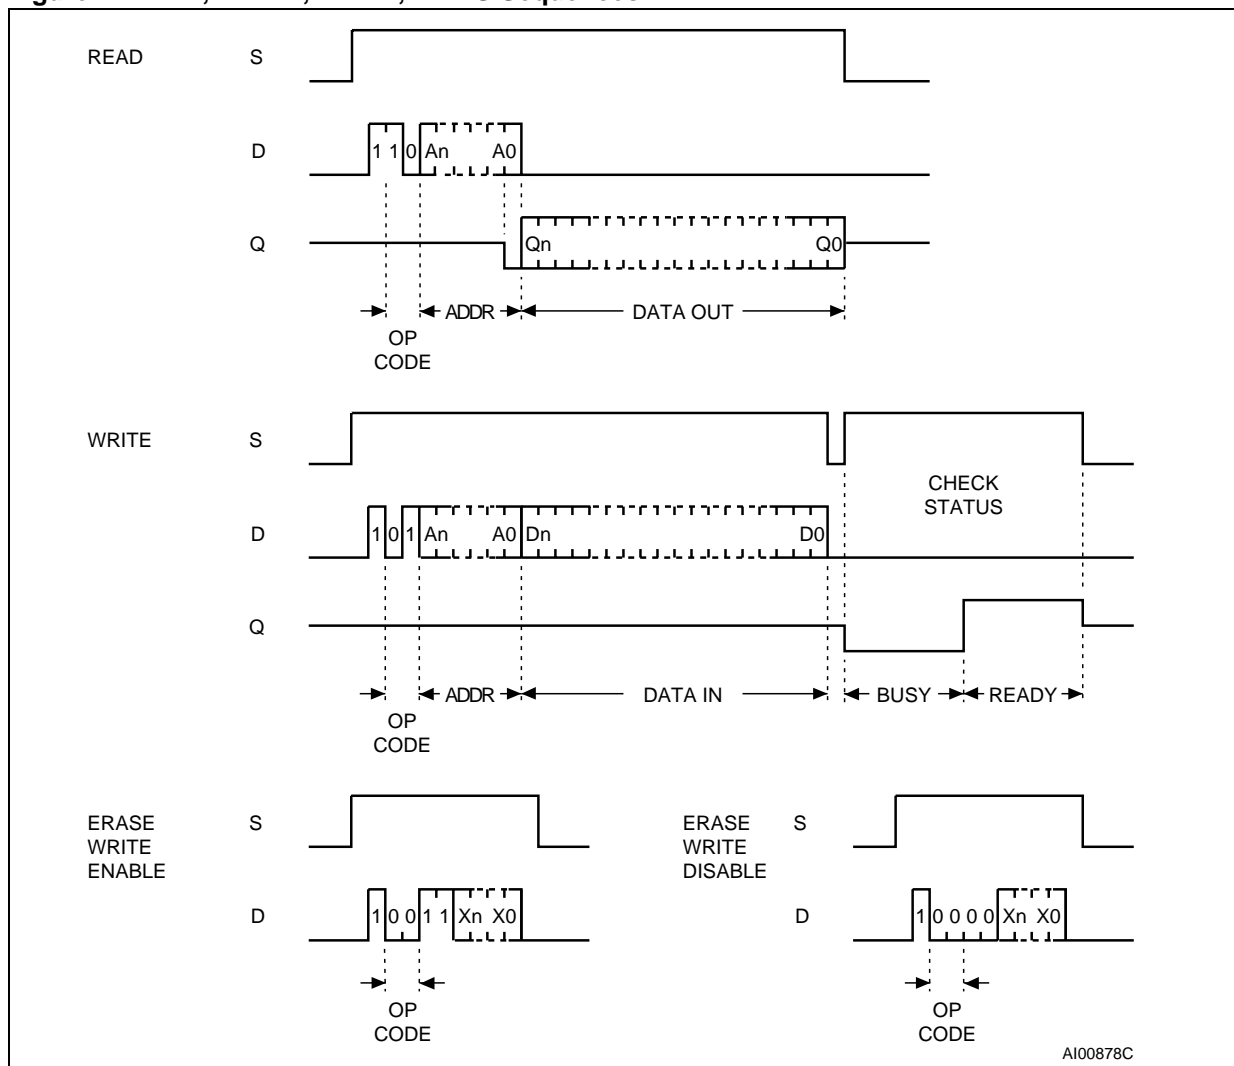 READ S
D 1 1 0 An A0
Q Qn Q0
ADDR DATA OUT
OP
CODE
WRITE S
CHECK
STATUS
D 1 0 1 An A0 Dn D0
Q
ADDR DATA IN BUSY READY
OP
CODE
ERASE
WRITE
ENABLE
S
D 1 0 0 1 1 Xn X0
OP
CODE
ERASE
WRITE
DISABLE
S
D 1 0 0 0 0 Xn X0
OP
CODE
AI00878C